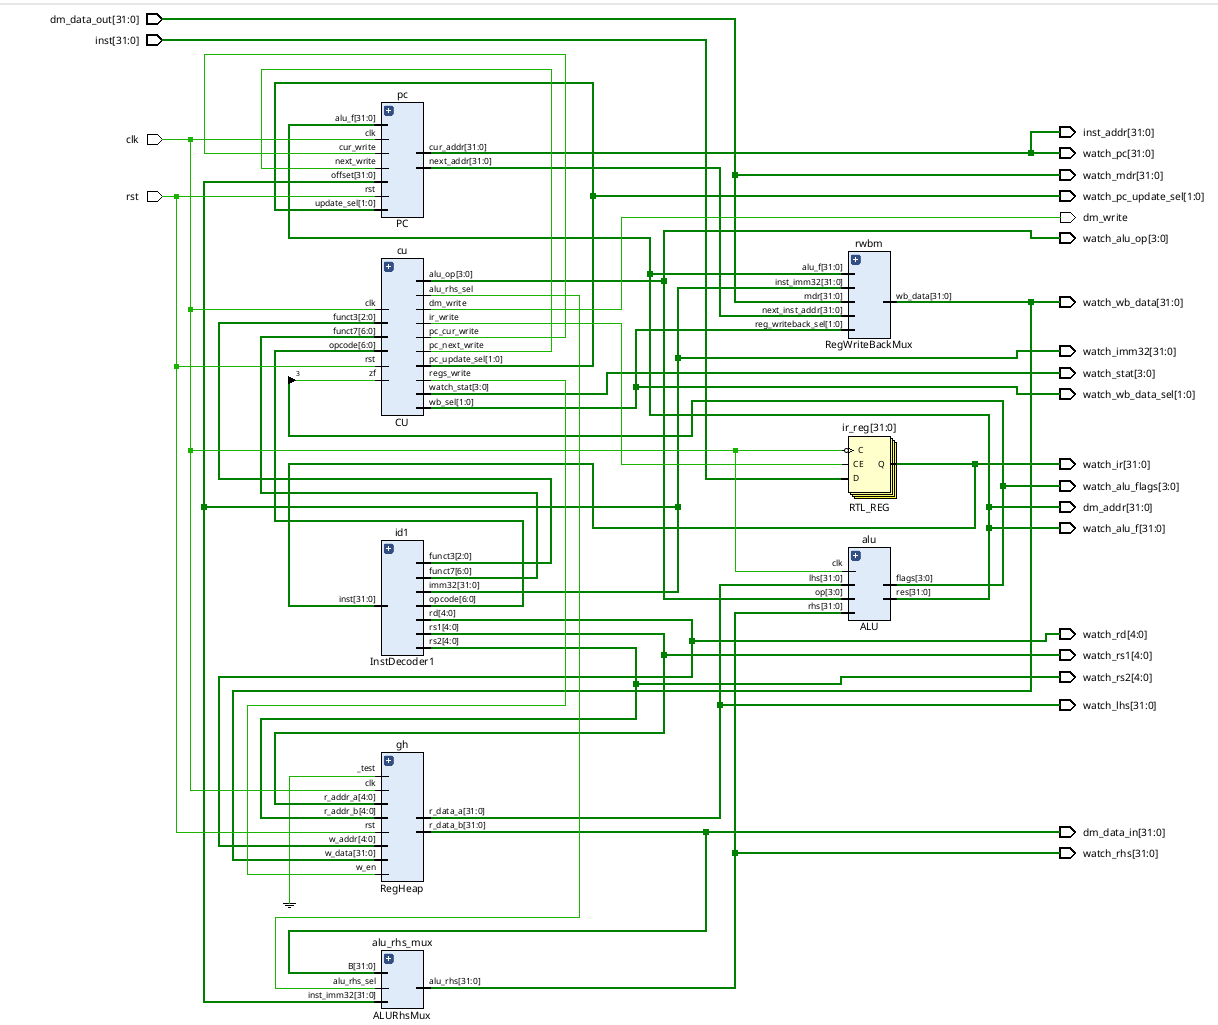 dm_data_out[31:0]
inst[31:0]
clk
rst
pc
alu_f[31:0]
clk
cur_write
next_write
offset[31:0]
rst
update_sel[1:0]
cur_addr[31:0]
next_addr[31:0]
PC
cu
clk
funct3[2:0]
funct7[6:0]
opcode[6:0]
rst
3
zf
alu_op[3:0]
alu_rhs_sel
dm_write
ir_write
pc_cur_write
pc_next_write
pc_update_sel[1:0]
regs_write
watch_stat[3:0]
wb_sel[1:0]
CU
id1
inst[31:0]
funct3[2:0]
funct7[6:0]
imm32[31:0]
opcode[6:0]
rd[4:0]
rs1[4:0]
rs2[4:0]
InstDecoder1
gh
_test
clk
r_addr_a[4:0]
r_addr_b[4:0]
rst
w_addr[4:0]
w_data[31:0]
w_en
r_data_a[31:0]
r_data_b[31:0]
RegHeap
alu_rhs_mux
B[31:0]
alu_rhs_sel
inst_imm32[31:0]
alu_rhs[31:0]
ALURhsMux
rwbm
alu_f[31:0]
inst_imm32[31:0]
mdr[31:0]
next_inst_addr[31:0]
reg_writeback_sel[1:0]
wb_data[31:0]
RegWriteBackMux
ir_reg[31:0]
C
CE
D
Q
RTL_REG
alu
clk
lhs[31:0]
op[3:0]
rhs[31:0]
flags[3:0]
res[31:0]
ALU
inst_addr[31:0]
watch_pc[31:0]
watch_mdr[31:0]
watch_pc_update_sel[1:0]
dm_write
watch_alu_op[3:0]
watch_wb_data[31:0]
watch_imm32[31:0]
watch_stat[3:0]
watch_wb_data_sel[1:0]
watch_ir[31:0]
watch_alu_flags[3:0]
dm_addr[31:0]
watch_alu_f[31:0]
watch_rd[4:0]
watch_rs1[4:0]
watch_rs2[4:0]
watch_lhs[31:0]
dm_data_in[31:0]
watch_rhs[31:0]